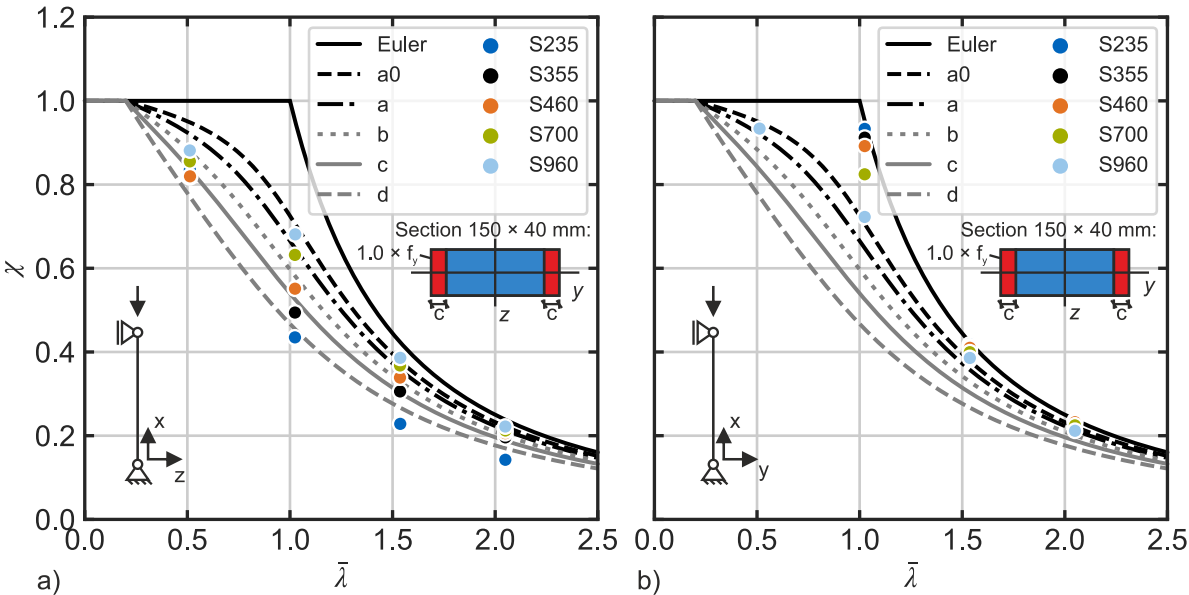 1.2
1.0
0.8
0.6
0.4
0.2
0.0
χ
Euler
a0
a
b
c
d
S235
S355
S460
S700
S960
Section 150 × 40 mm:
1.0 × fy
y
c
z
c
x
z
0.0 0.5 1.0 1.5 2.0 2.5
λ̄
a)
Euler
a0
a
b
c
d
S235
S355
S460
S700
S960
Section 150 × 40 mm:
1.0 × fy
y
c
z
c
x
y
0.0 0.5 1.0 1.5 2.0 2.5
λ̄
b)